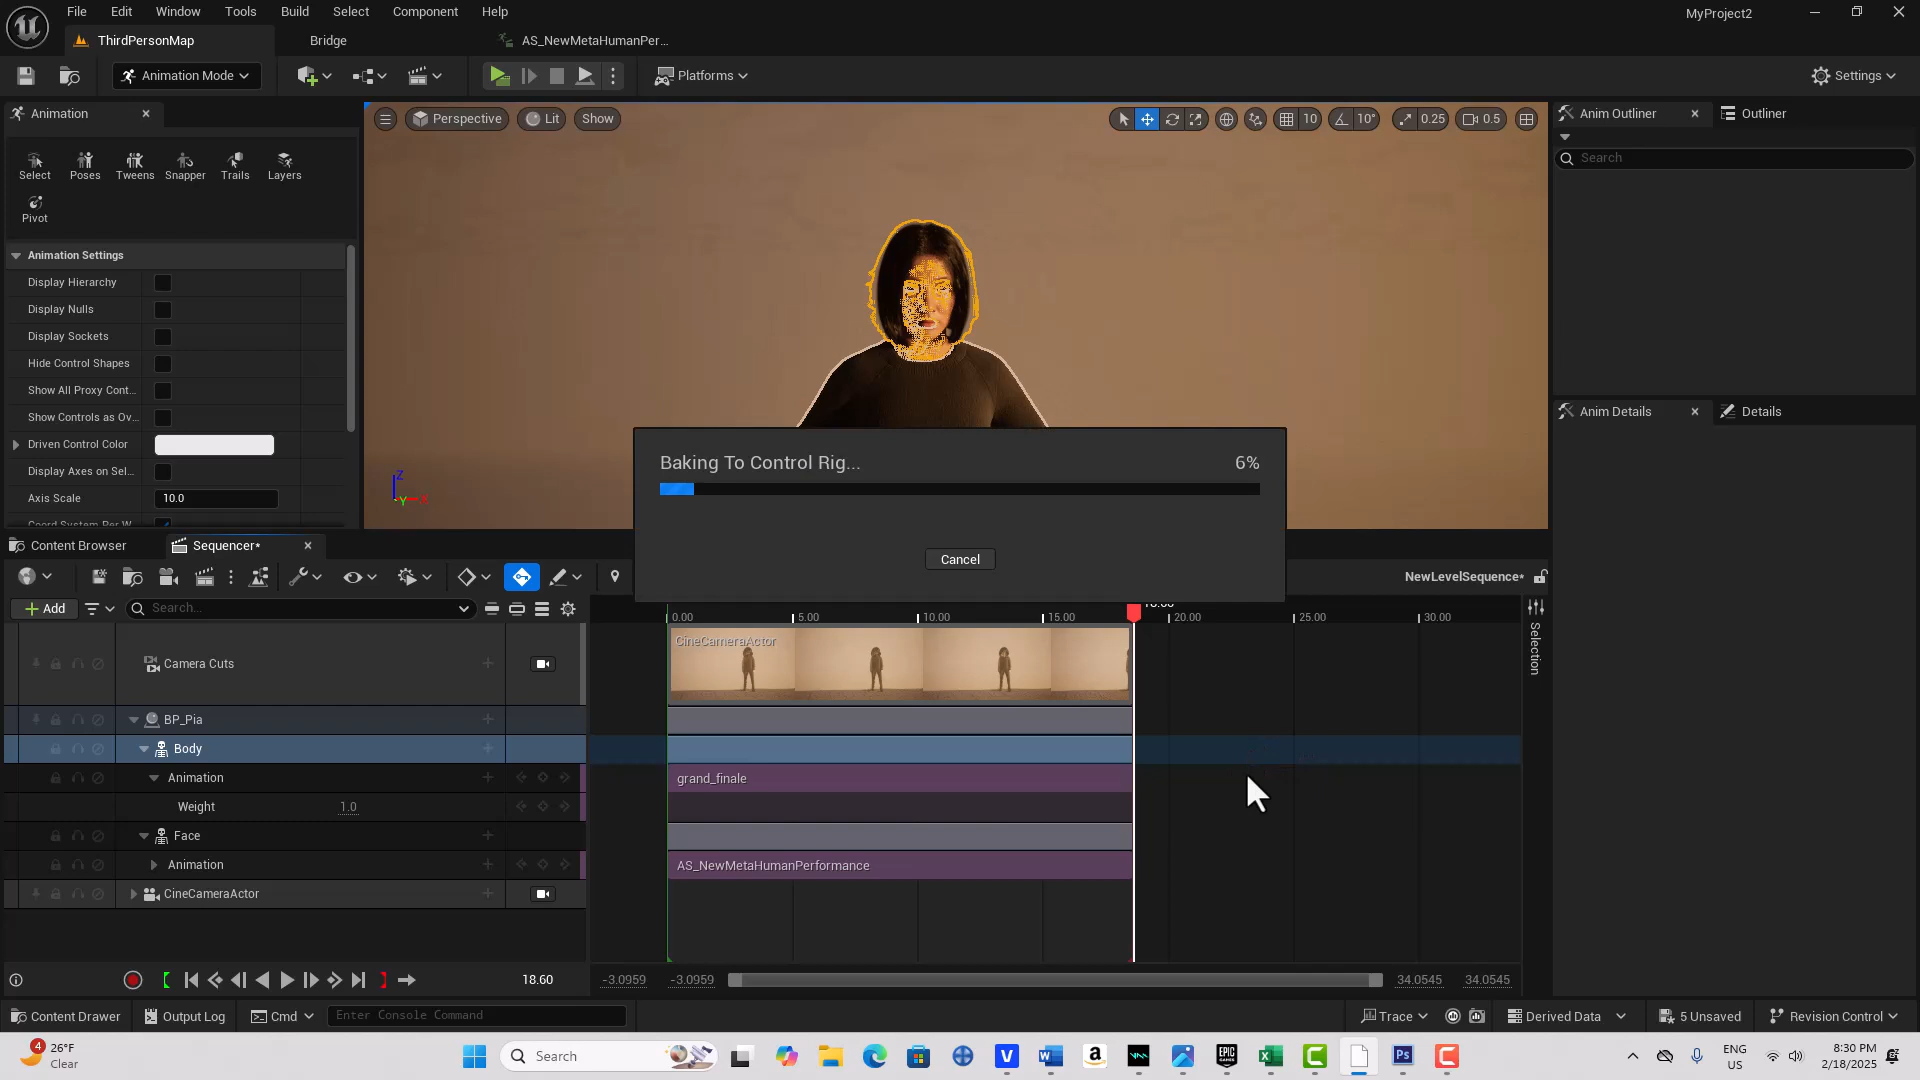 File Edit Window Tools Build Select Component Help
MyProject2
ThirdPersonMap
Bridge
AS_NewMetaHumanPer...
Animation Mode
Platforms
Settings
Animation
Perspective
Lit
Show
10
10°
0.25
0.5
Anim Outliner
Outliner
Search
Select Poses Tweens Snapper Trails Layers
Pivot
Animation Settings
Display Hierarchy
Display Nulls
Display Sockets
Hide Control Shapes
Show All Proxy Cont...
Show Controls as Ov...
Driven Control Color
Display Axes on Sel...
Axis Scale 10.0
Coord System Per W
Z
Y
X
Anim Details
Details
Baking To Control Rig... 6%
Cancel
Content Browser
Sequencer*
NewLevelSequence*
Add
Search...
0.00 5.00 10.00 15.00 20.00 25.00 30.00
Selection
Camera Cuts
CineCameraActor
BP_Pia
Body
Animation
grand_finale
Weight 1.0
Face
Animation
AS_NewMetaHumanPerformance
CineCameraActor
18.60
-3.0959 -3.0959 34.0545 34.0545
Content Drawer
Output Log
Cmd
Enter Console Command
Trace
Derived Data
5 Unsaved
Revision Control
4
26°F
Clear
Search
ENG
US
8:30 PM
2/18/2025